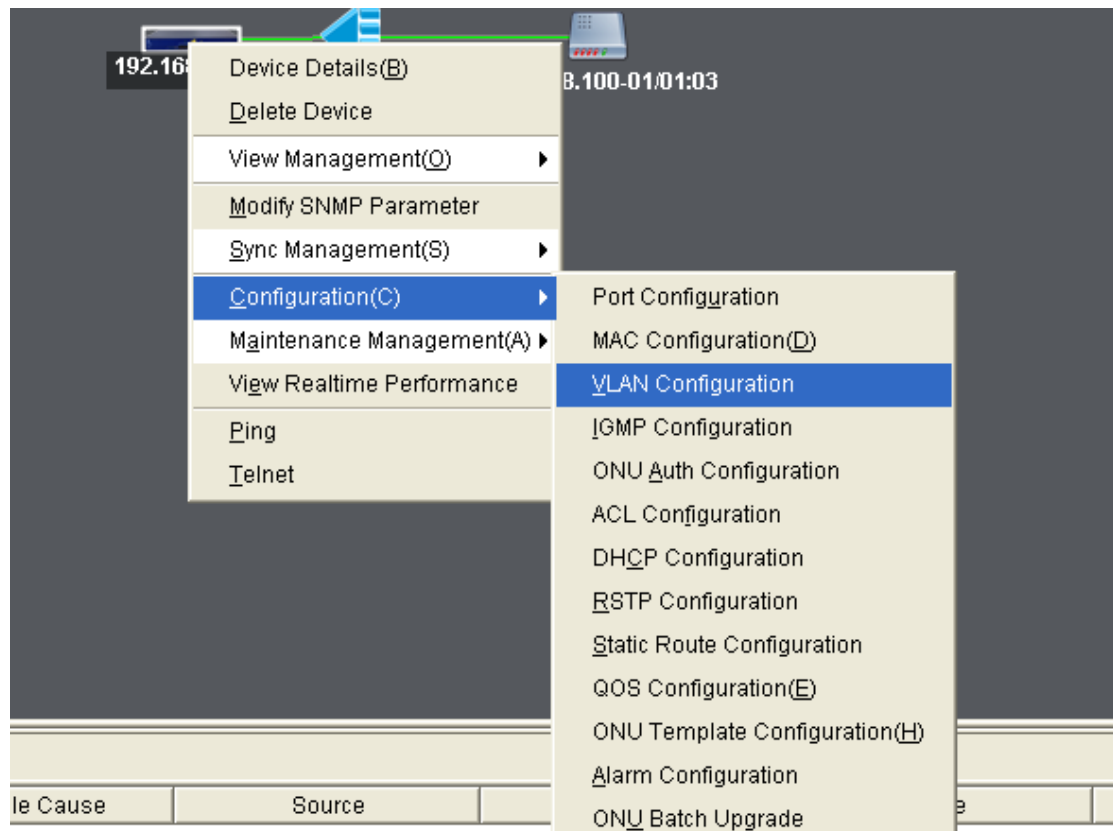 192.16
8.100-01/01:03
Device Details(B)
Delete Device
View Management(O)
Modify SNMP Parameter
Sync Management(S)
Configuration(C)
Maintenance Management(A)
View Realtime Performance
Ping
Telnet
Port Configuration
MAC Configuration(D)
VLAN Configuration
IGMP Configuration
ONU Auth Configuration
ACL Configuration
DHCP Configuration
RSTP Configuration
Static Route Configuration
QOS Configuration(E)
ONU Template Configuration(H)
Alarm Configuration
ONU Batch Upgrade
le Cause
Source
e